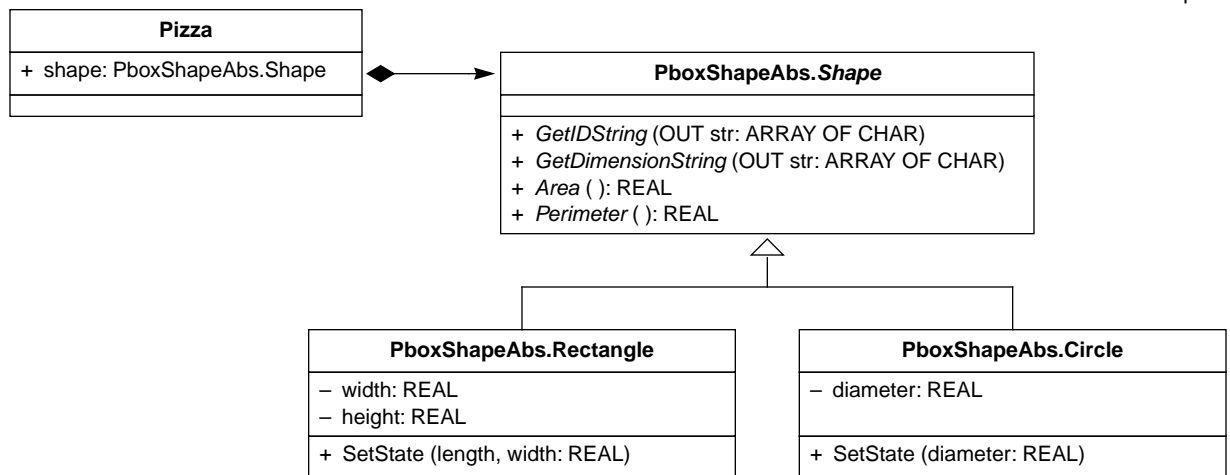 Pizza
+ shape: PboxShapeAbs.Shape
PboxShapeAbs.Shape
+ GetIDString (OUT str: ARRAY OF CHAR)
+ GetDimensionString (OUT str: ARRAY OF CHAR)
+ Area ( ): REAL
+ Perimeter ( ): REAL
PboxShapeAbs.Rectangle
– width: REAL
– height: REAL
+ SetState (length, width: REAL)
PboxShapeAbs.Circle
– diameter: REAL
+ SetState (diameter: REAL)